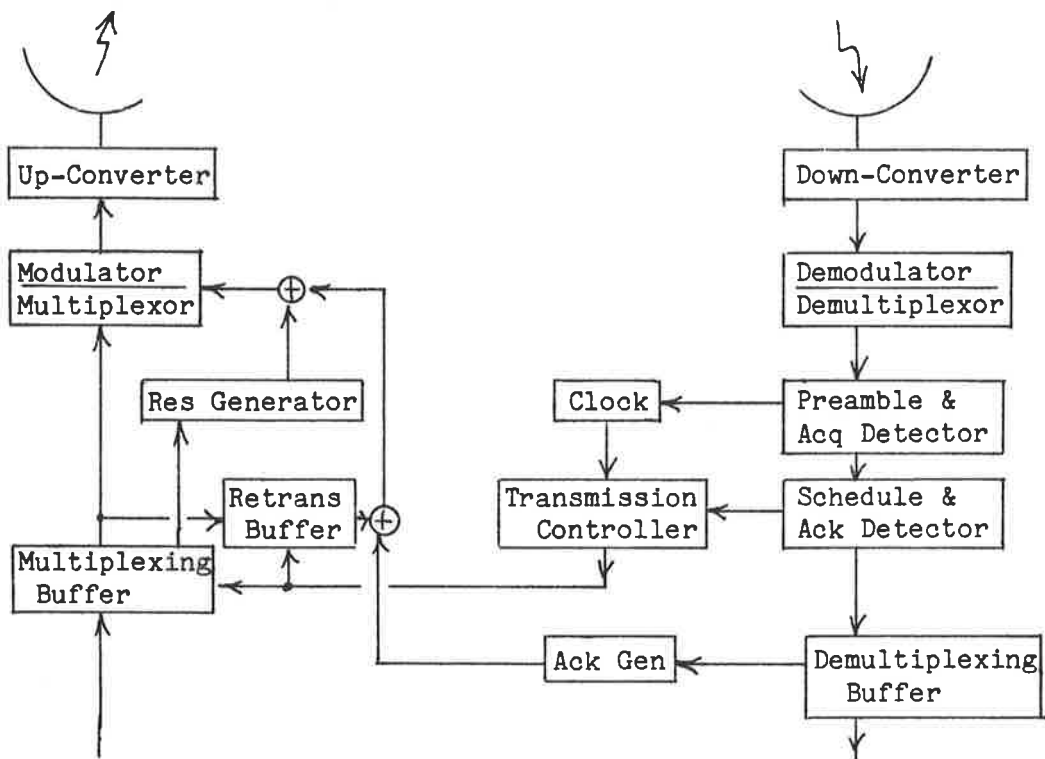 Up-Converter
Down-Converter
Modulator
Multiplexor
Demodulator
Demultiplexor
Res Generator
Clock
Preamble &
Acq Detector
Retrans
Buffer
Transmission
Controller
Schedule &
Ack Detector
Multiplexing
Buffer
Ack Gen
Demultiplexing
Buffer